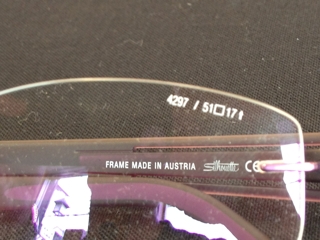 4297 / 51□17
FRAME MADE IN AUSTRIA Silhouette CE